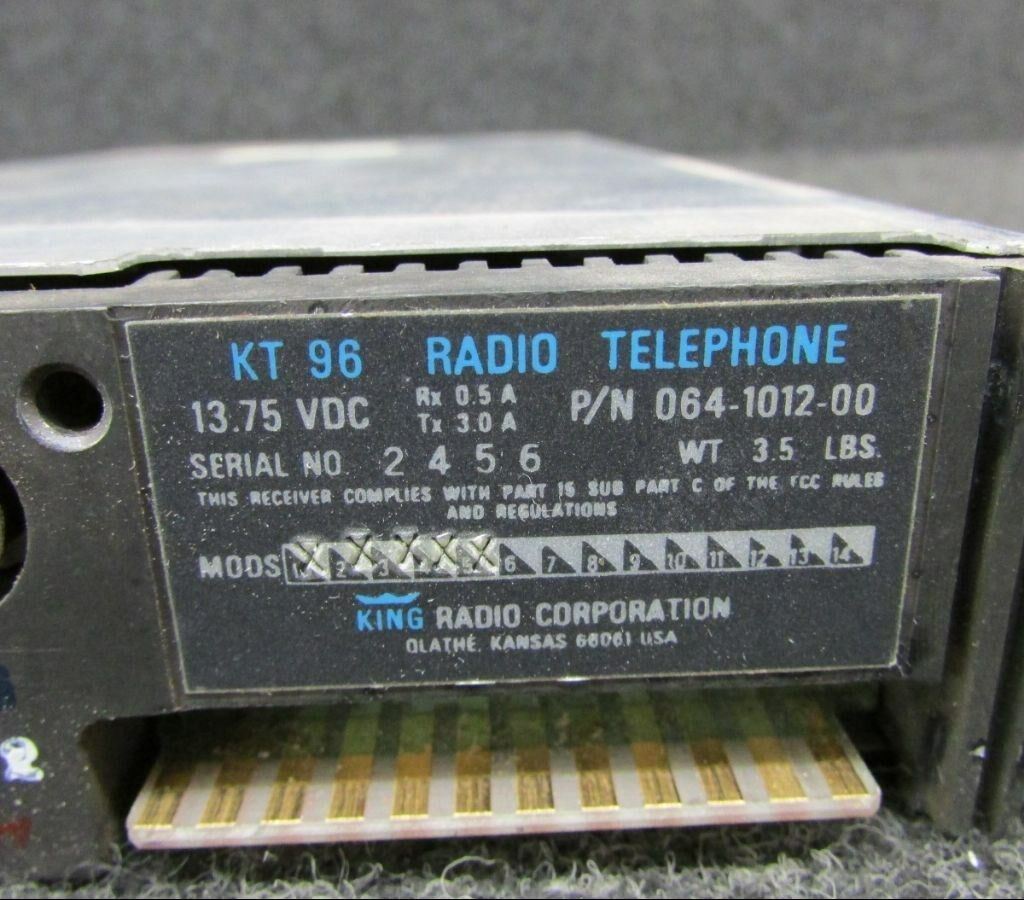 KT 96 RADIO TELEPHONE
13.75 VDC Rx 0.5 A P/N 064-1012-00
Tx 3.0 A
SERIAL NO. 2 4 5 6 WT 3.5 LBS.
THIS RECEIVER COMPLIES WITH PART 15 SUB PART C OF THE FCC RULES
AND REGULATIONS
MODS 1 2 3 4 5 6 7 8 9 10 11 12 13 14
KING RADIO CORPORATION
OLATHE, KANSAS 66061 USA